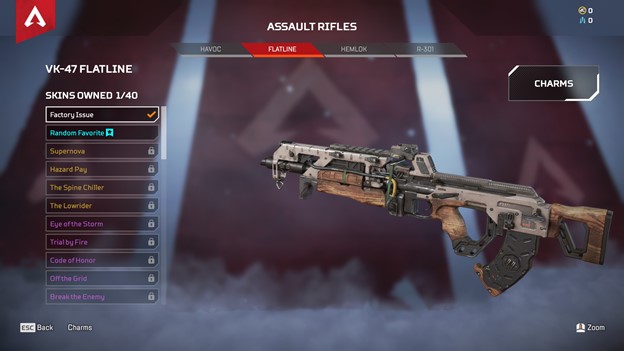 0
ASSAULT RIFLES
0
HAVOC FLATLINE HEMLOK R-301
VK-47 FLATLINE
CHARMS
SKINS OWNED 1/40
Factory Issue
Random Favorite
Supernova
Hazard Pay
The Spine Chiller
The Lowrider
Eye of the Storm
Trial by Fire
Code of Honor
Off the Grid
Break the Enemy
ESC Back Charms Zoom